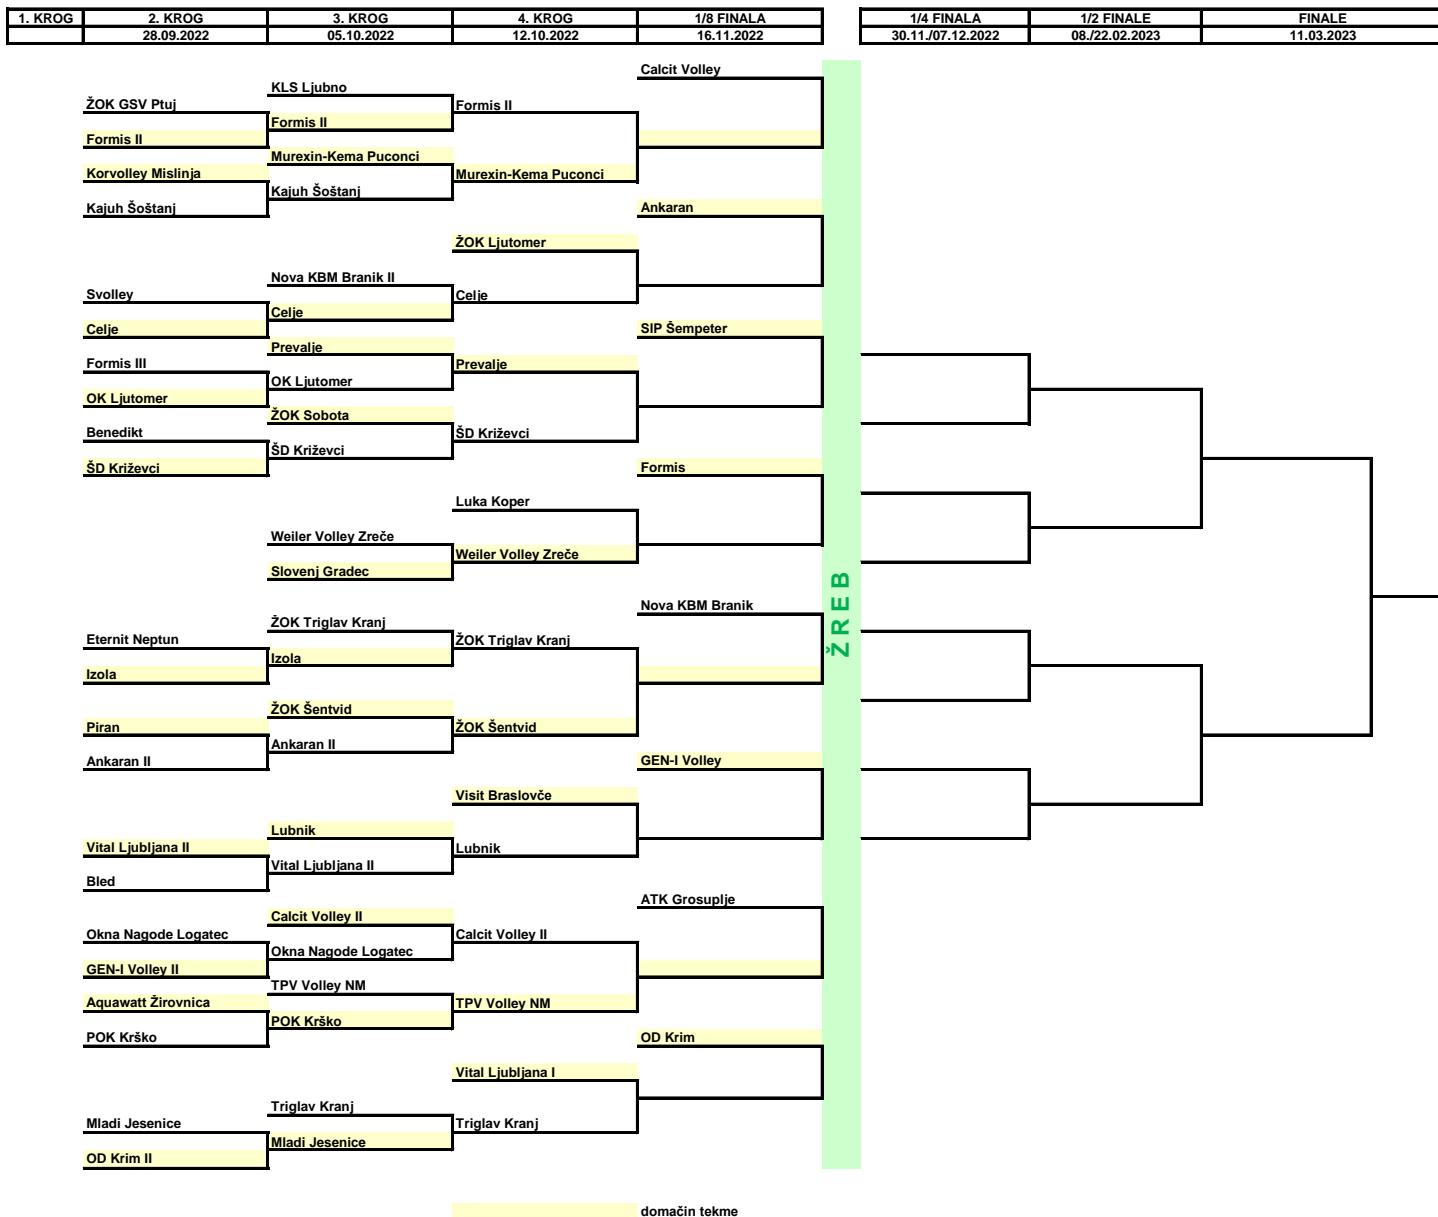 1. KROG 2. KROG 3. KROG 4. KROG 1/8 FINALA 1/4 FINALA 1/2 FINALE FINALE
28.09.2022 05.10.2022 12.10.2022 16.11.2022 30.11./07.12.2022 08./22.02.2023 11.03.2023
Calcit Volley
KLS Ljubno
ŽOK GSV Ptuj Formis II
Formis II
Formis II
Murexin-Kema Puconci
Korvolley Mislinja Murexin-Kema Puconci
Kajuh Šoštanj
Kajuh Šoštanj Ankaran
ŽOK Ljutomer
Nova KBM Branik II
Svolley Celje
Celje
Celje SIP Šempeter
Prevalje
Formis III Prevalje
OK Ljutomer
OK Ljutomer
ŽOK Sobota
Benedikt ŠD Križevci
ŠD Križevci
ŠD Križevci Formis
Luka Koper
Weiler Volley Zreče
Weiler Volley Zreče
Slovenj Gradec
ŽREB
Nova KBM Branik
ŽOK Triglav Kranj
Eternit Neptun ŽOK Triglav Kranj
Izola
Izola
ŽOK Šentvid
Piran ŽOK Šentvid
Ankaran II
Ankaran II GEN-I Volley
Visit Braslovče
Lubnik
Vital Ljubljana II Lubnik
Vital Ljubljana II
Bled
ATK Grosuplje
Calcit Volley II
Okna Nagode Logatec Calcit Volley II
Okna Nagode Logatec
GEN-I Volley II
TPV Volley NM
Aquawatt Žirovnica TPV Volley NM
POK Krško
POK Krško OD Krim
Vital Ljubljana I
Triglav Kranj
Mladi Jesenice Triglav Kranj
Mladi Jesenice
OD Krim II
domačin tekme